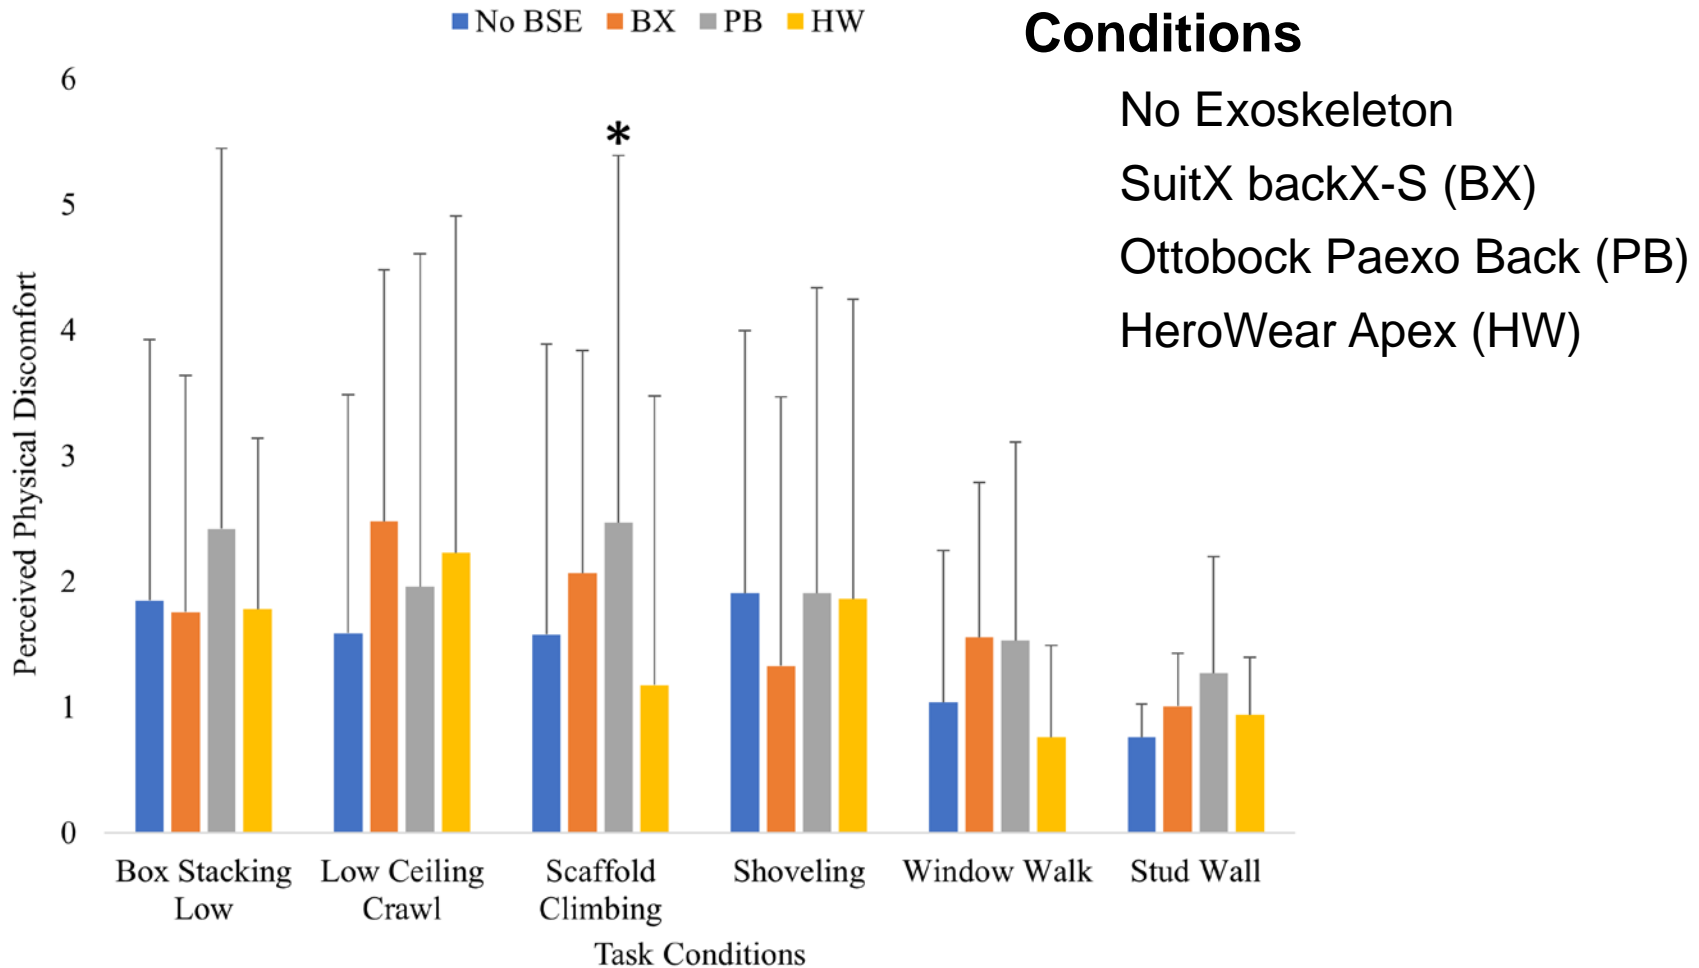 No BSE BX PB HW
Conditions
No Exoskeleton
SuitX backX-S (BX)
Ottobock Paexo Back (PB)
HeroWear Apex (HW)
Perceived Physical Discomfort
6
5
4
3
2
1
0
*
Box Stacking
Low
Low Ceiling
Crawl
Scaffold
Climbing
Shoveling
Window Walk
Stud Wall
Task Conditions